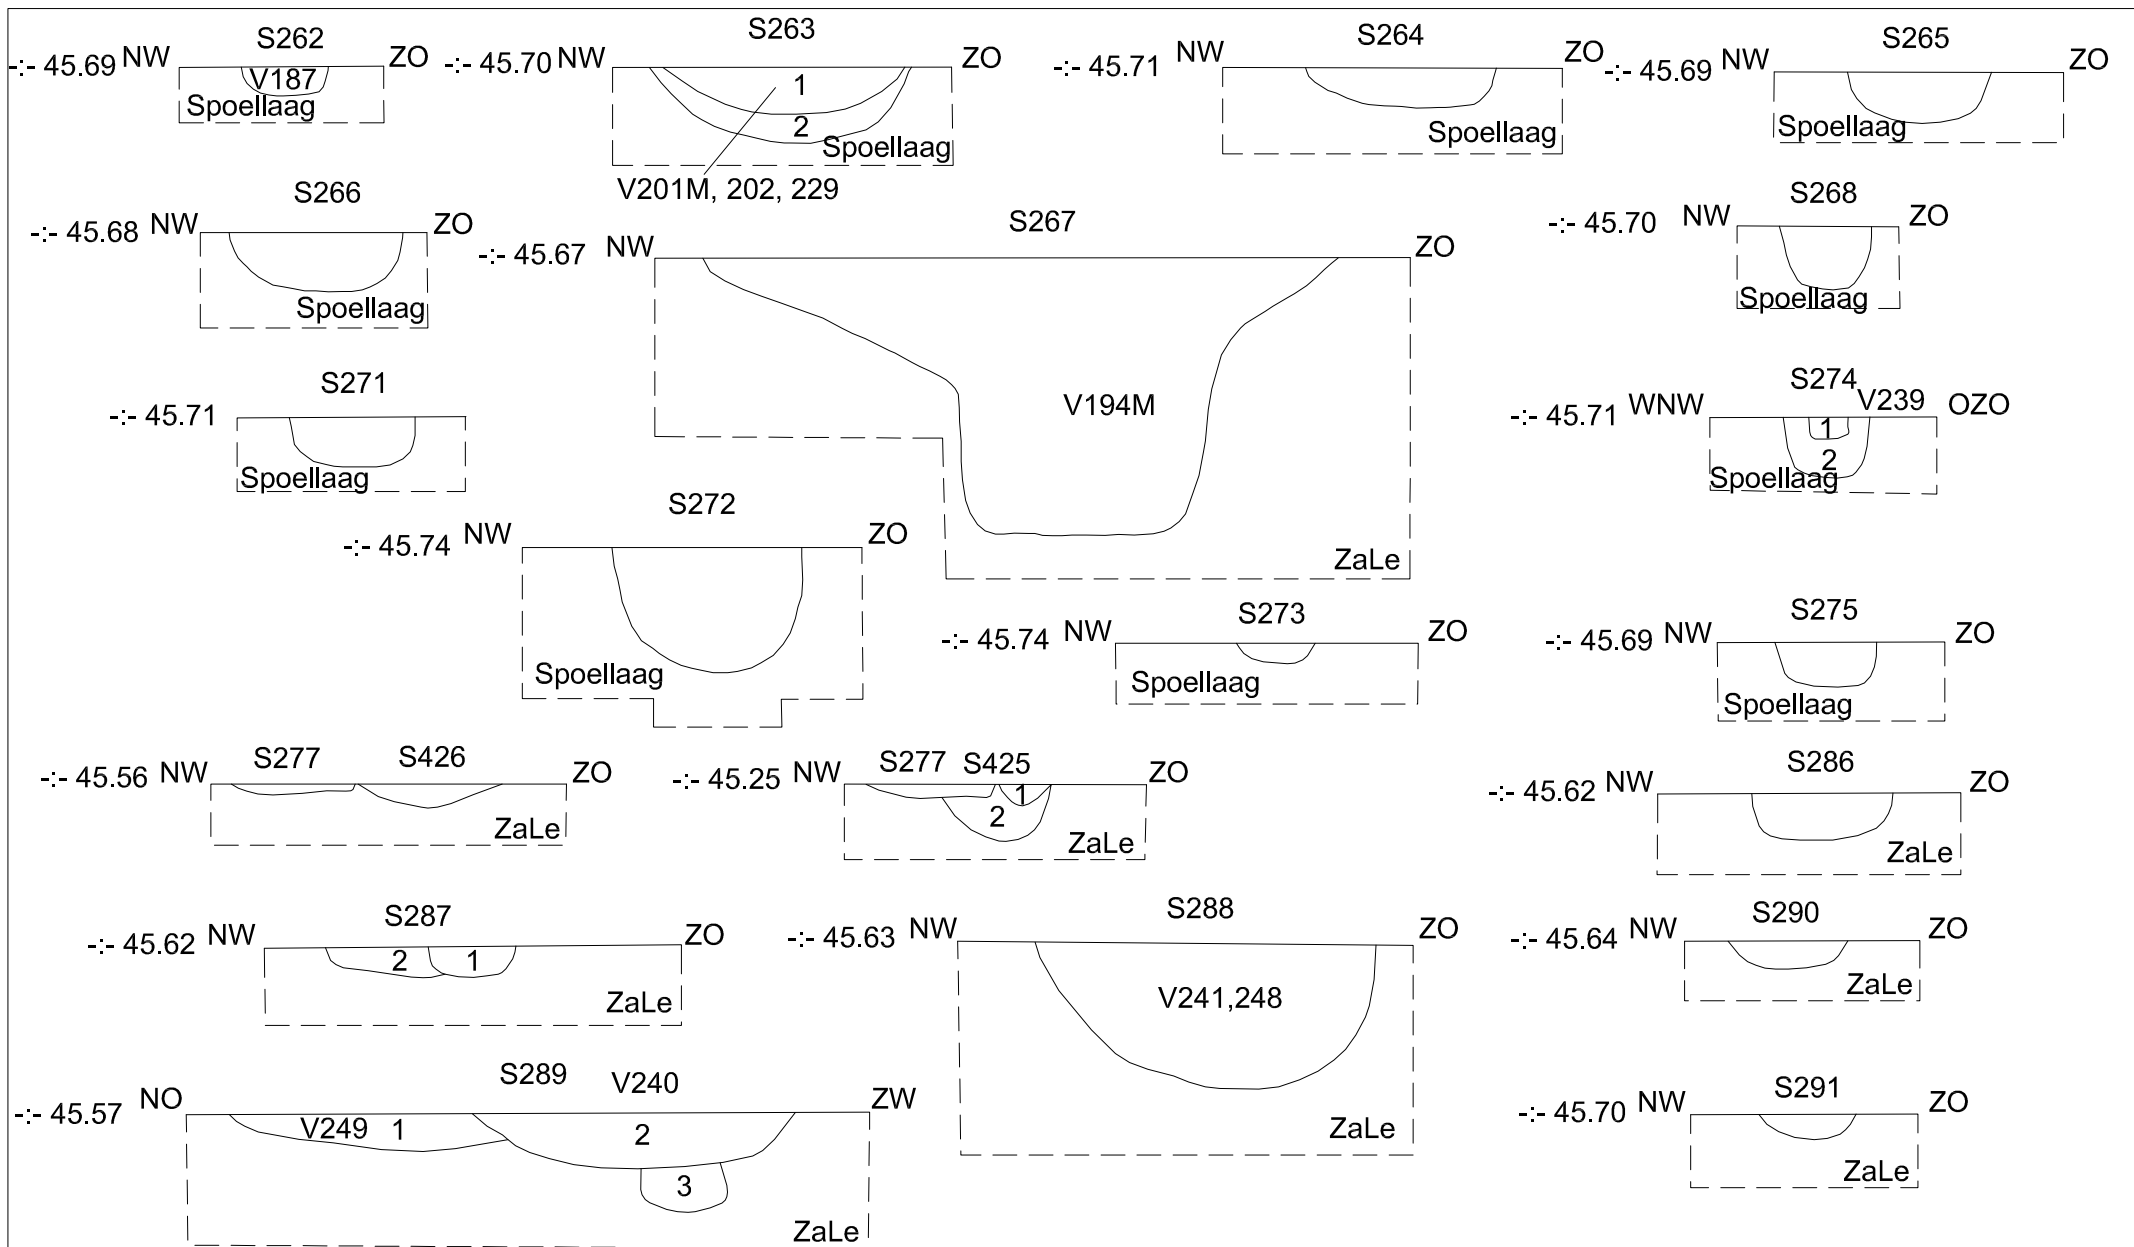 S262
-:- 45.69 NW ZO
V187
Spoellaag
S263
-:- 45.70 NW ZO
1
2
Spoellaag
V201M, 202, 229
S264
-:- 45.71 NW ZO
Spoellaag
S265
-:- 45.69 NW ZO
Spoellaag
S266
-:- 45.68 NW ZO
Spoellaag
S267
-:- 45.67 NW ZO
V194M
ZaLe
S268
-:- 45.70 NW ZO
Spoellaag
S271
-:- 45.71
Spoellaag
S274 V239
-:- 45.71 WNW OZO
1
2
Spoellaag
S272
-:- 45.74 NW ZO
Spoellaag
S273
-:- 45.74 NW ZO
Spoellaag
S275
-:- 45.69 NW ZO
Spoellaag
S277 S426
-:- 45.56 NW ZO
ZaLe
S277 S425
-:- 45.25 NW ZO
1
2
ZaLe
S286
-:- 45.62 NW ZO
ZaLe
S287
-:- 45.62 NW ZO
2 1
ZaLe
S288
-:- 45.63 NW ZO
V241,248
ZaLe
S290
-:- 45.64 NW ZO
ZaLe
S289 V240
-:- 45.57 NO ZW
V249 1 2
3
ZaLe
S291
-:- 45.70 NW ZO
ZaLe